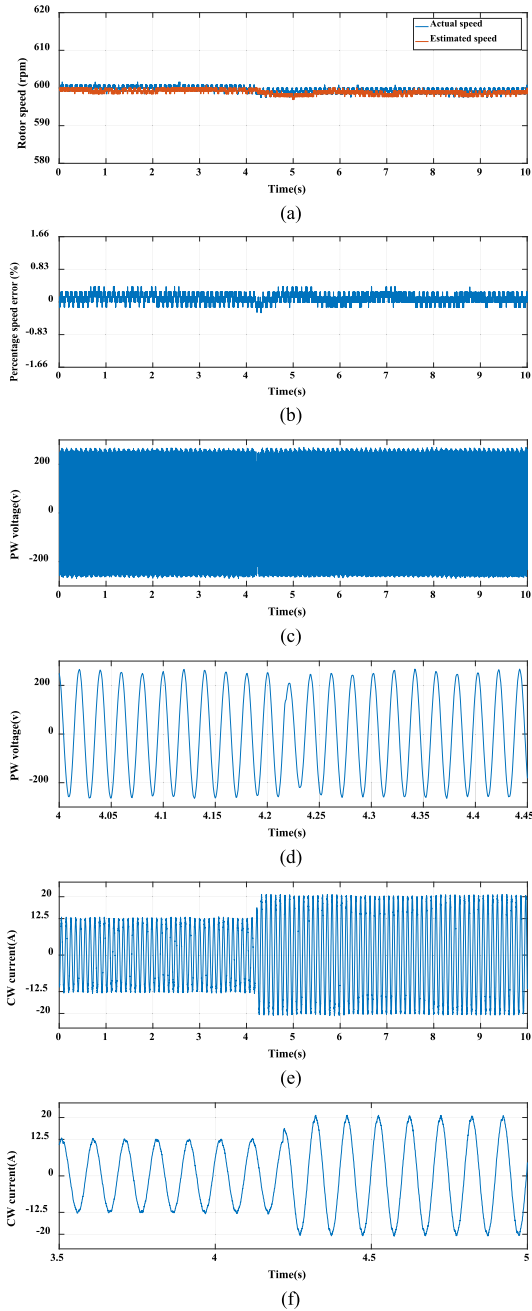 620
610
600
590
580
Rotor speed (rpm)
Actual speed
Estimated speed
0 1 2 3 4 5 6 7 8 9 10
Time(s)
(a)
1.66
0.83
0
-0.83
-1.66
Percentage speed error (%)
0 1 2 3 4 5 6 7 8 9 10
Time(s)
(b)
200
0
-200
PW voltage(v)
0 1 2 3 4 5 6 7 8 9 10
Time(s)
(c)
200
0
-200
PW voltage(v)
4 4.05 4.1 4.15 4.2 4.25 4.3 4.35 4.4 4.45
Time(s)
(d)
20
12.5
0
-12.5
-20
CW current(A)
0 1 2 3 4 5 6 7 8 9 10
Time(s)
(e)
20
12.5
0
-12.5
-20
CW current(A)
3.5 4 4.5 5
Time(s)
(f)